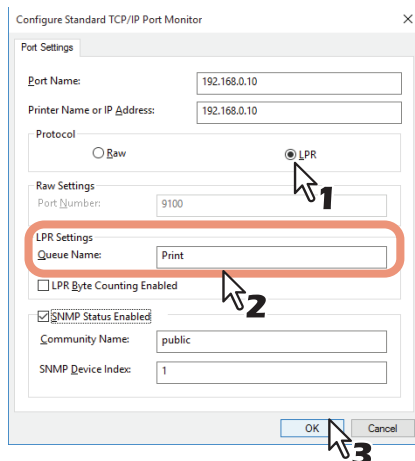 Configure Standard TCP/IP Port Monitor
Port Settings
Port Name: 192.168.0.10
Printer Name or IP Address: 192.168.0.10
Protocol
Raw LPR
1
Raw Settings
Port Number: 9100
LPR Settings
Queue Name: Print
2
LPR Byte Counting Enabled
SNMP Status Enabled
Community Name: public
SNMP Device Index: 1
OK Cancel
3